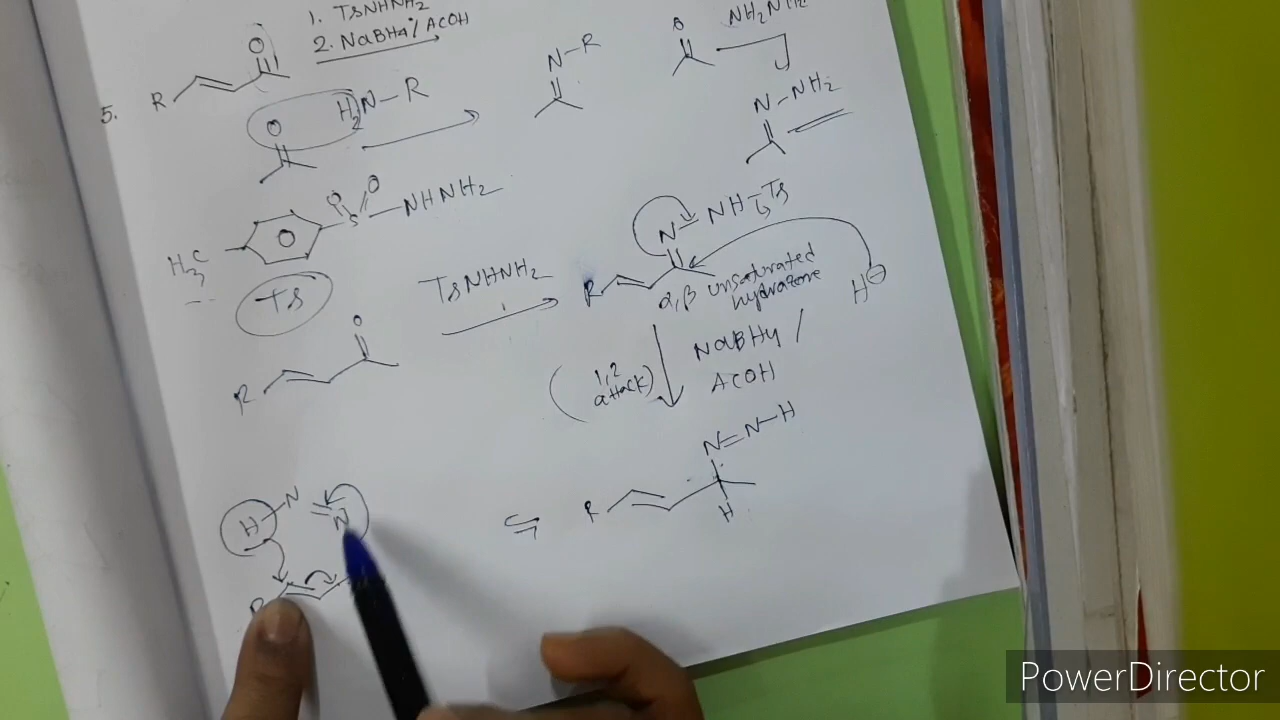 1. TSNHNH2
2. NaBH4/ACOH
5.
R
O
O
H2N-R
N-R
O
NH2NH2
N-NH2
H3C
O
O
S
O
-NHNH2
TS
TSNHNH2
R
O
N
NH-TS
TS
R
α,β unsaturated
hydrazone
H⊖
(1,2
attack)
NaBH4/
ACOH
N=N-H
R
H
H
N
N
R
PowerDirector